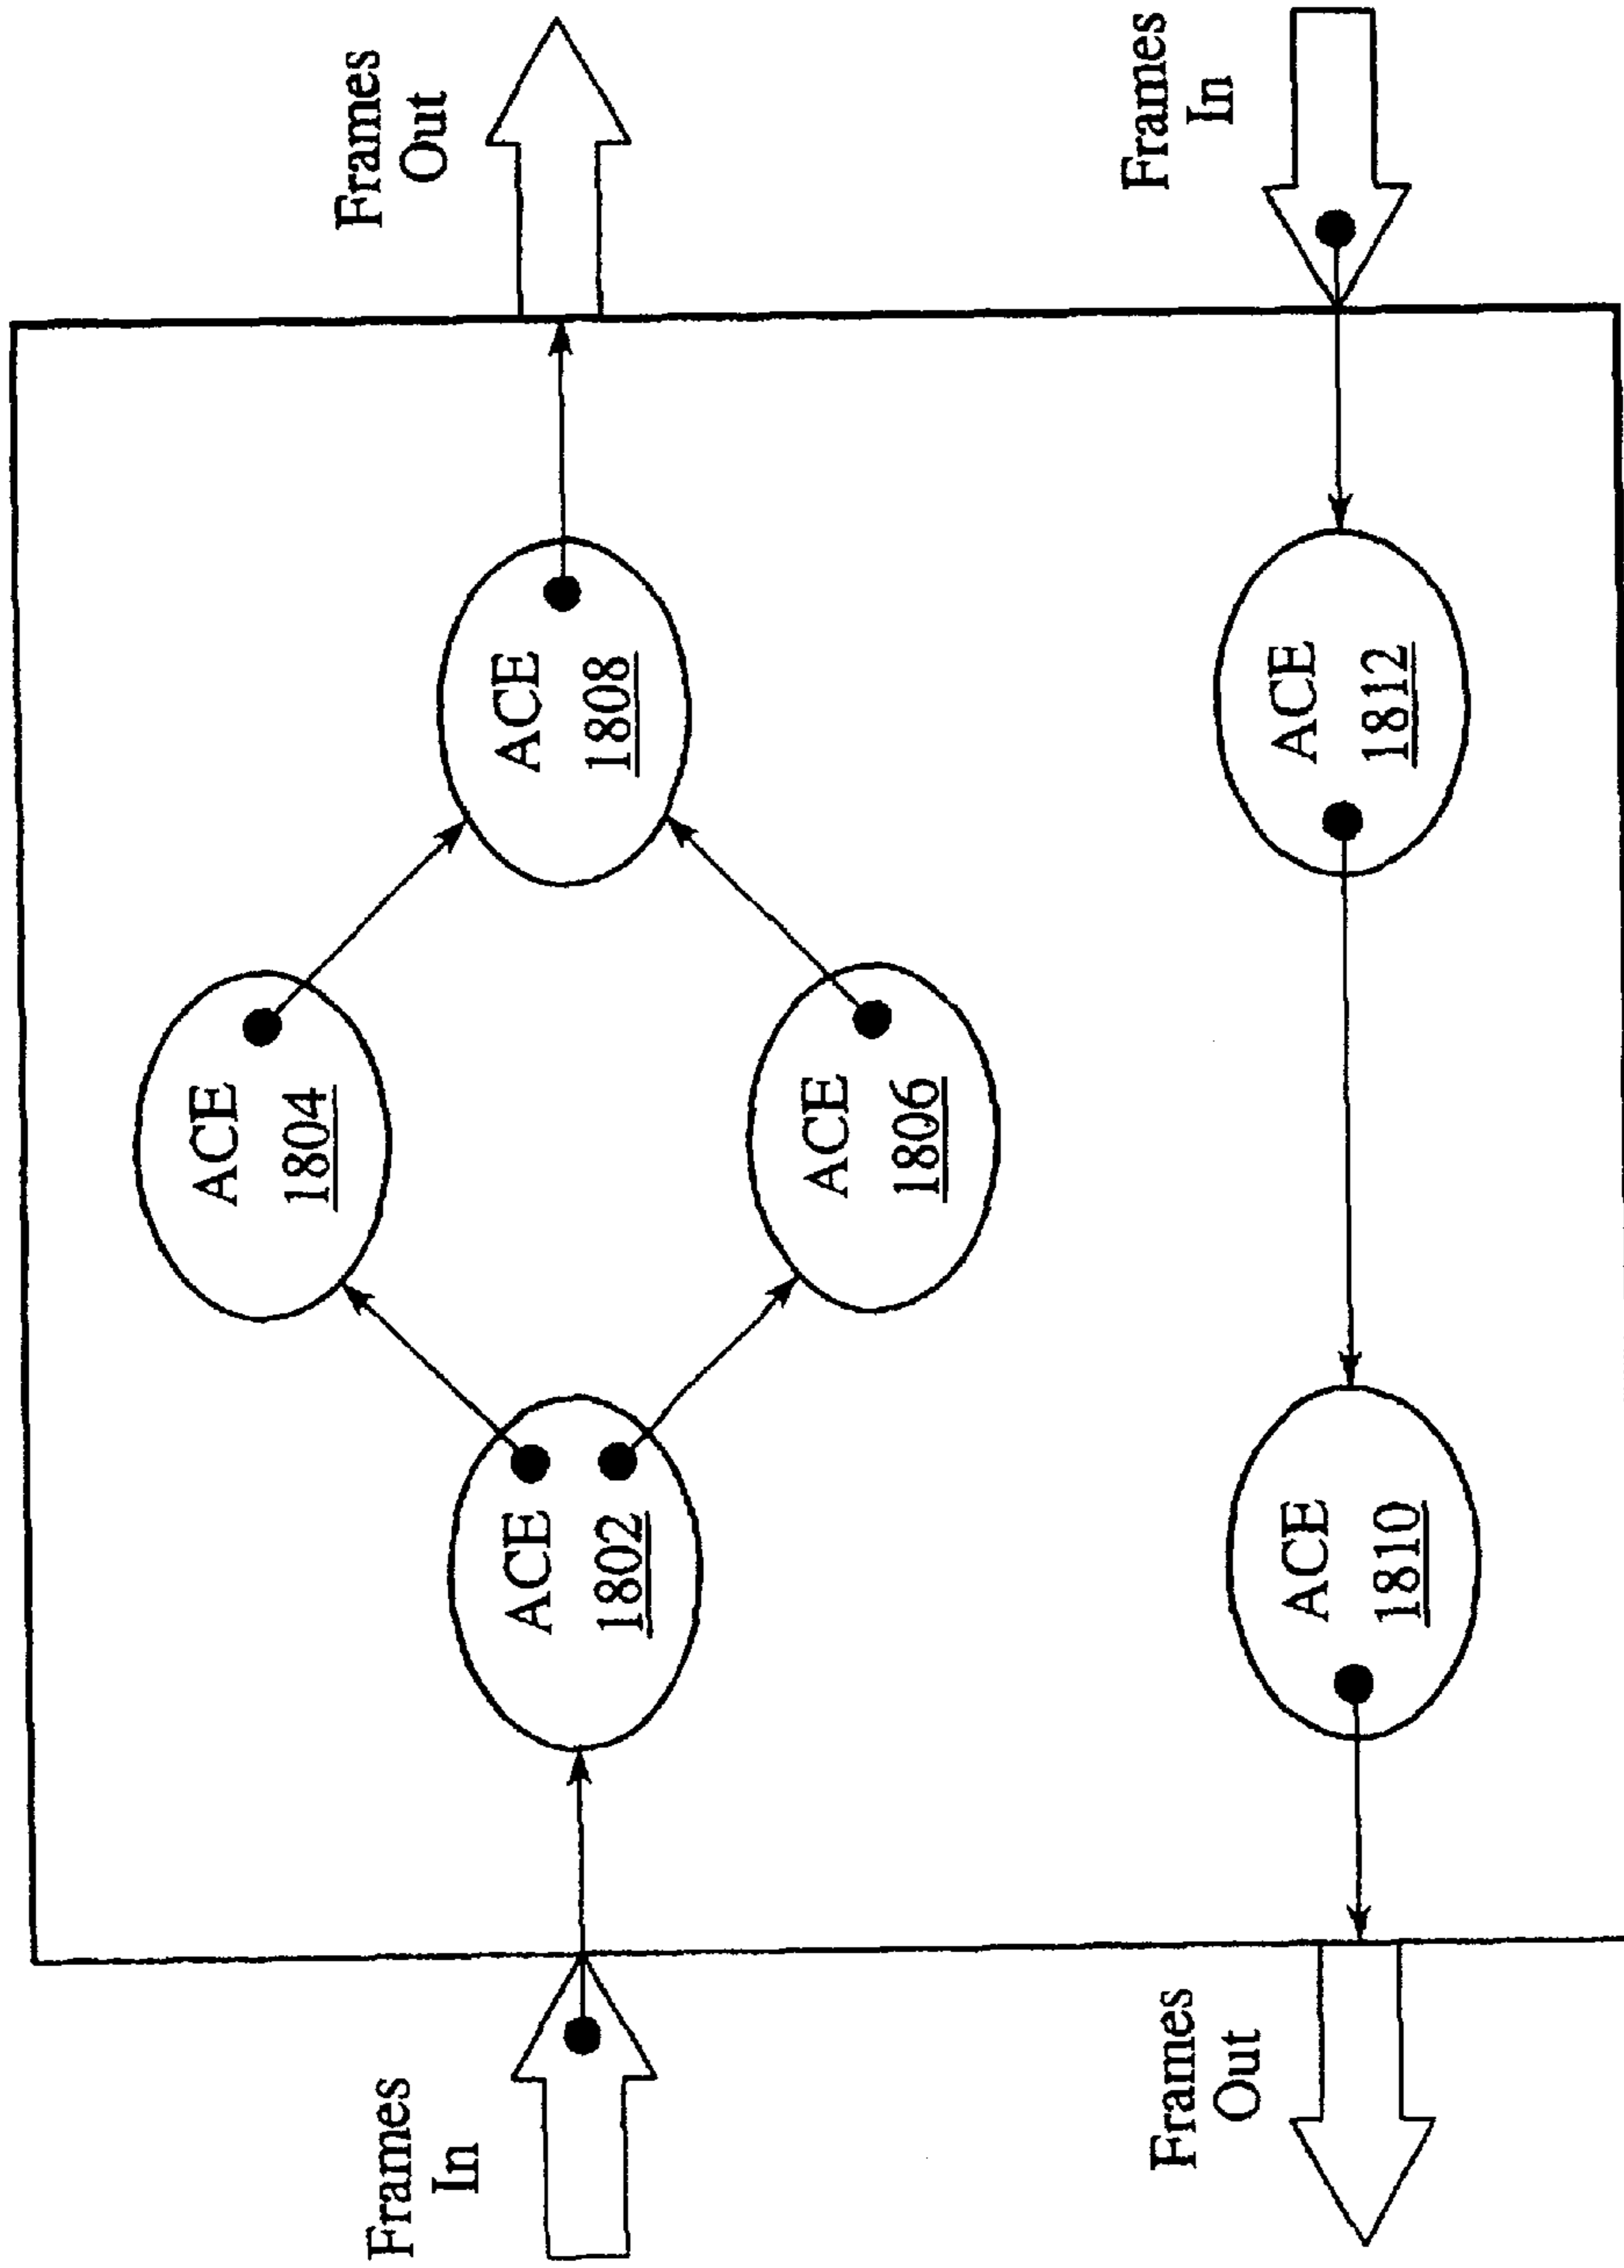 Frames
In
Frames
Out
ACE
1802
ACE
1804
ACE
1806
ACE
1808
Frames
Out
Frames
In
ACE
1810
ACE
1812